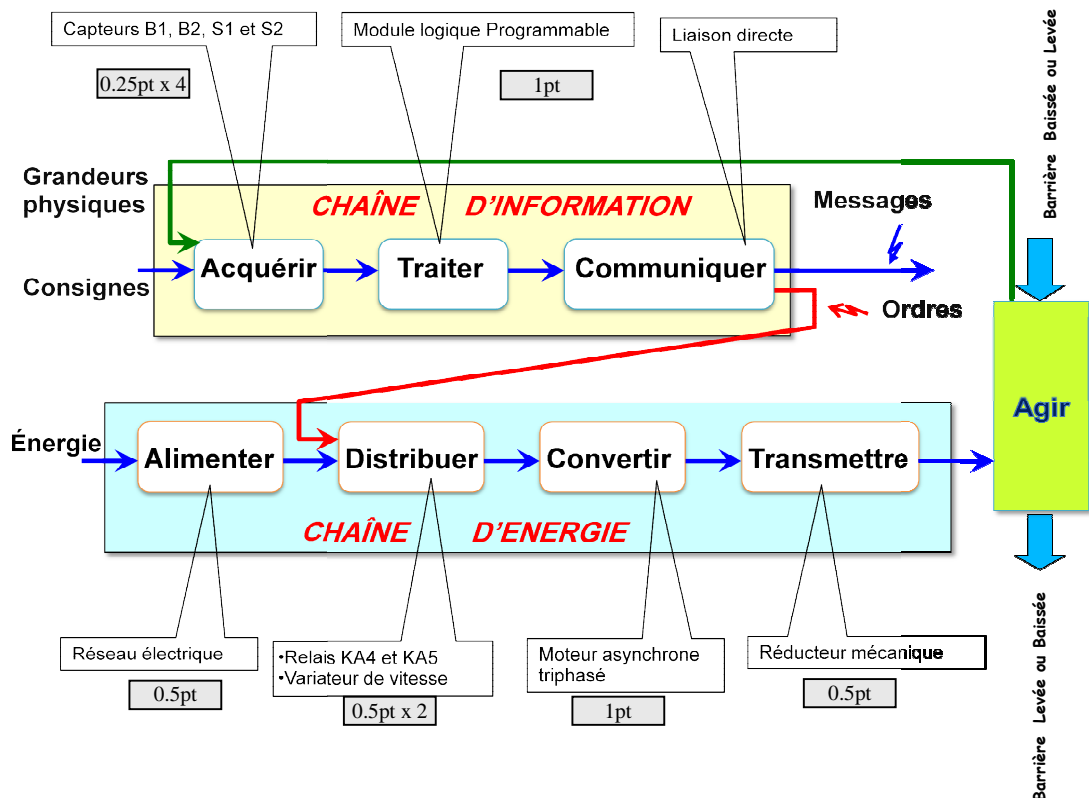 Capteurs B1, B2, S1 et S2
Module logique Programmable
Liaison directe
0.25pt x 4
1pt
Barrière Baissée ou Levée
Grandeurs
physiques
CHAÎNE D'INFORMATION
Messages
Acquérir
Traiter
Communiquer
Consignes
Ordres
Agir
Énergie
Alimenter
Distribuer
Convertir
Transmettre
CHAÎNE D'ENERGIE
Réseau électrique
•Relais KA4 et KA5
•Variateur de vitesse
Moteur asynchrone
triphasé
Réducteur mécanique
0.5pt
0.5pt x 2
1pt
0.5pt
Barrière Levée ou Baissée